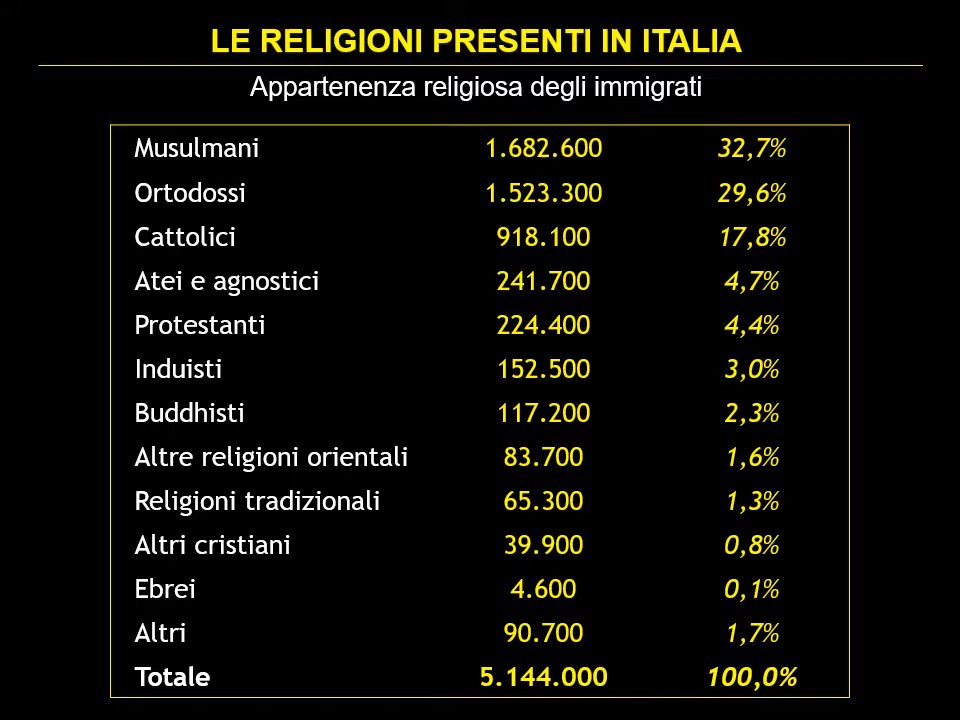 LE RELIGIONI PRESENTI IN ITALIA
Appartenenza religiosa degli immigrati
Musulmani 1.682.600 32,7%
Ortodossi 1.523.300 29,6%
Cattolici 918.100 17,8%
Atei e agnostici 241.700 4,7%
Protestanti 224.400 4,4%
Induisti 152.500 3,0%
Buddhisti 117.200 2,3%
Altre religioni orientali 83.700 1,6%
Religioni tradizionali 65.300 1,3%
Altri cristiani 39.900 0,8%
Ebrei 4.600 0,1%
Altri 90.700 1,7%
Totale 5.144.000 100,0%